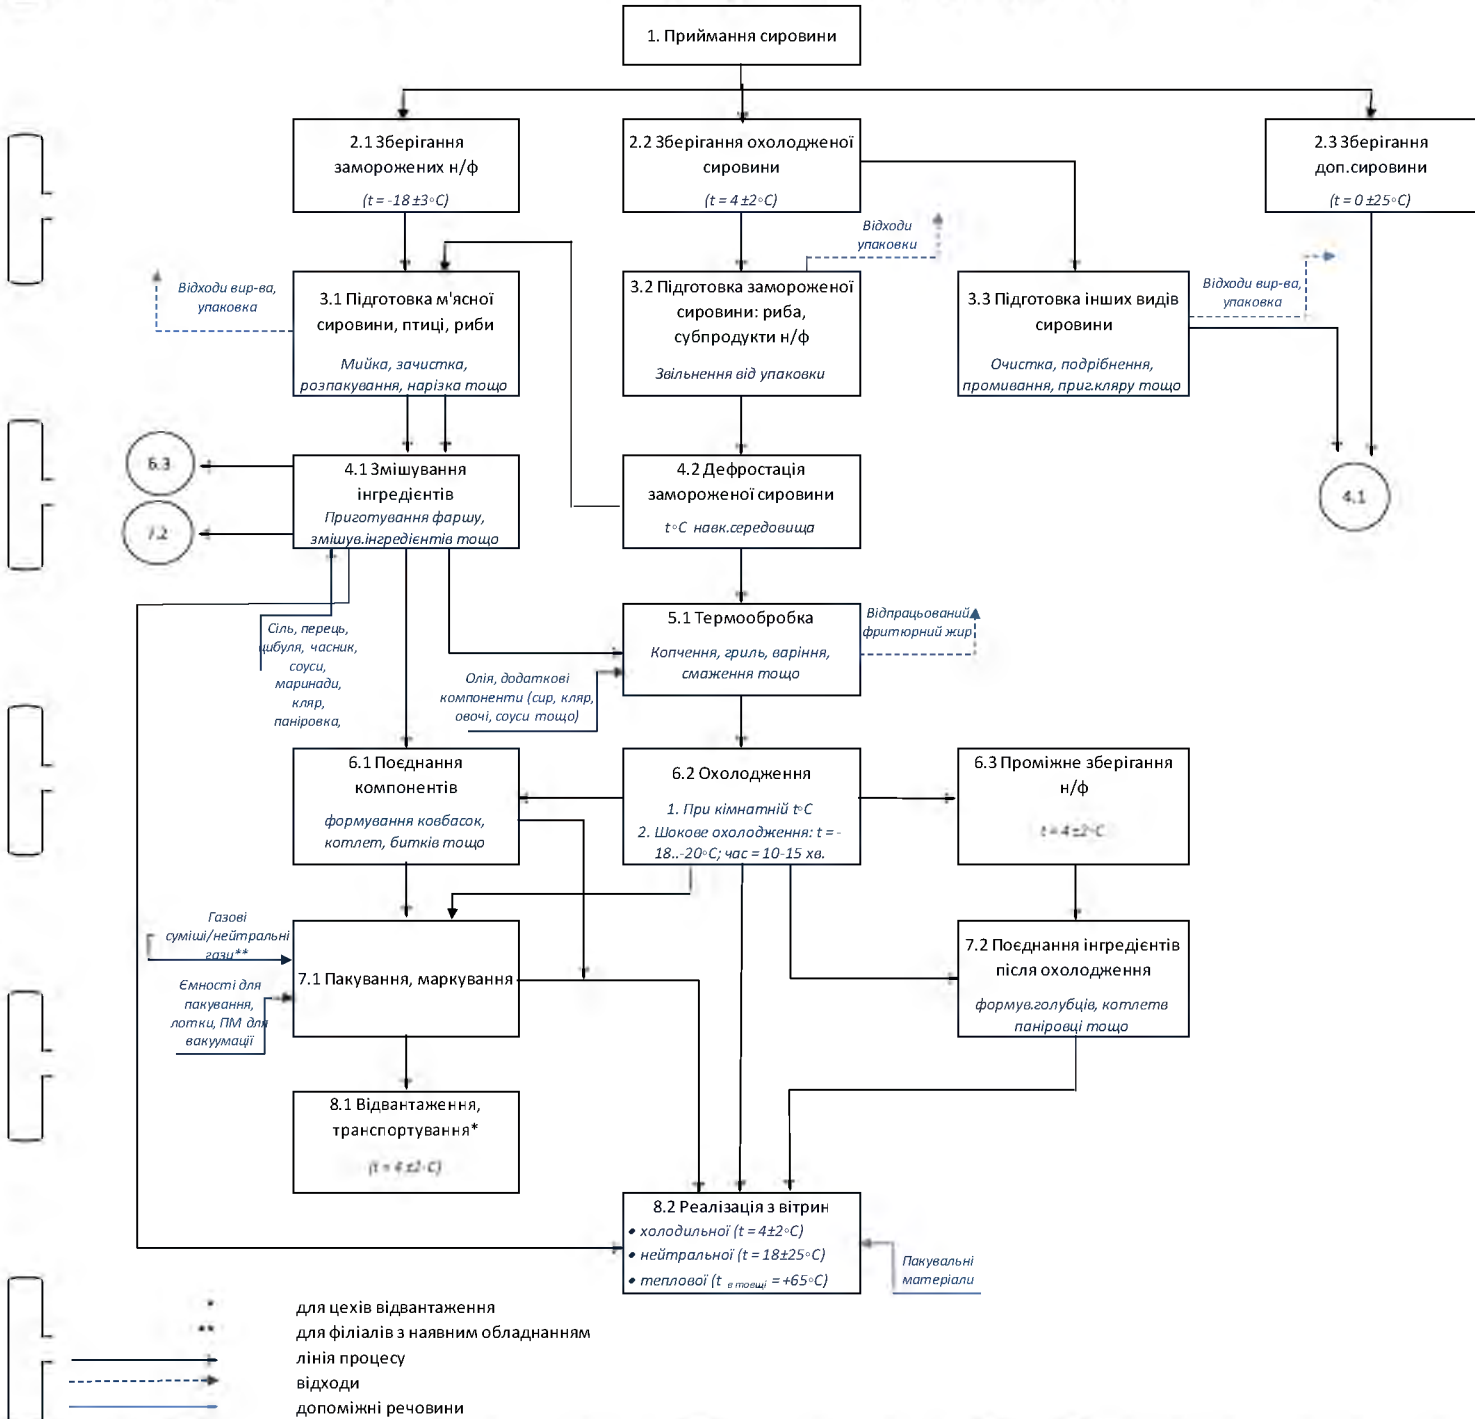 1. Приймання сировини
2.1 Зберігання
заморожених н/ф
(t = -18 ±3◦C)
2.2 Зберігання охолодженої
сировини
(t = 4 ±2◦C)
2.3 Зберігання
доп.сировини
(t = 0 ±25◦C)
Відходи
упаковки
Відходи вир-ва,
упаковка
3.1 Підготовка м'ясної
сировини, птиці, риби
Мийка, зачистка,
розпакування, нарізка тощо
3.2 Підготовка замороженої
сировини: риба,
субпродукти н/ф
Звільнення від упаковки
3.3 Підготовка інших видів
сировини
Очистка, подрібнення,
промивання, приг.кляру тощо
Відходи вир-ва,
упаковка
6.3
7.2
4.1 Змішування
інгредієнтів
Приготування фаршу,
змішув.інгредієнтів тощо
4.2 Дефростація
замороженої сировини
t◦C навк.середовища
4.1
Сіль, перець,
цибуля, часник,
соуси,
маринади,
кляр,
паніровка,
5.1 Термообробка
Копчення, гриль, варіння,
смаження тощо
Відпрацьований
фритюрний жир
Олія, додаткові
компоненти (сир, кляр,
овочі, соуси тощо)
6.1 Поєднання
компонентів
формування ковбасок,
котлет, битків тощо
6.2 Охолодження
1. При кімнатній t◦C
2. Шокове охолодження: t = -
18..-20◦C; час = 10-15 хв.
6.3 Проміжне зберігання
н/ф
t = 4 ±2◦C
Газові
суміші/нейтральні
гази**
Ємності для
пакування,
лотки, ПМ для
вакуумації
7.1 Пакування, маркування
7.2 Поєднання інгредієнтів
після охолодження
формув.голубців, котлетв
паніровці тощо
8.1 Відвантаження,
транспортування*
(t = 4 ±2◦C)
8.2 Реалізація з вітрин
• холодильної (t = 4±2◦C)
• нейтральної (t = 18±25◦C)
• теплової (t в товщі = +65◦C)
Пакувальні
матеріали
* для цехів відвантаження
** для філіалів з наявним обладнанням
лінія процесу
відходи
допоміжні речовини